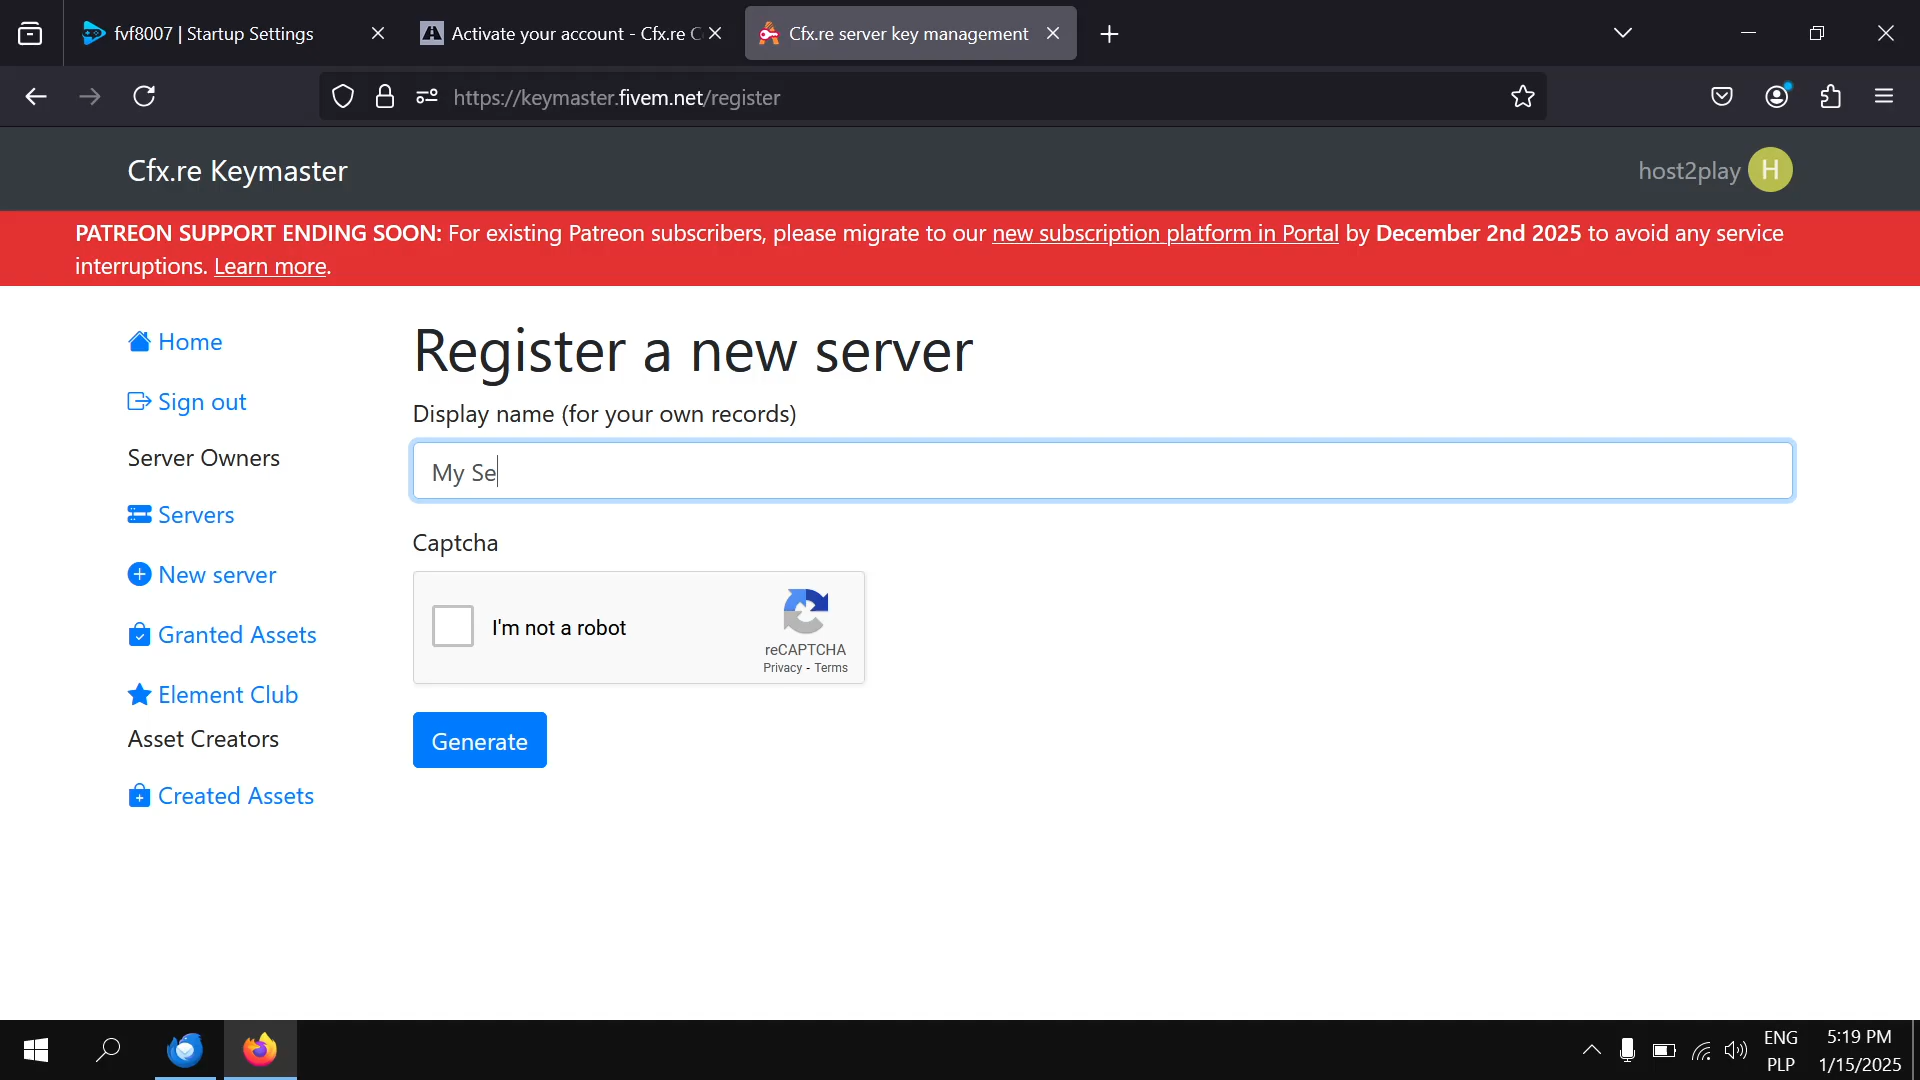 fvf8007 | Startup Settings
Activate your account - Cfx.re C
Cfx.re server key management
https://keymaster.fivem.net/register
Cfx.re Keymaster
host2play
H
PATREON SUPPORT ENDING SOON: For existing Patreon subscribers, please migrate to our new subscription platform in Portal by December 2nd 2025 to avoid any service
interruptions. Learn more.
Home
Sign out
Server Owners
Servers
New server
Granted Assets
Element Club
Asset Creators
Created Assets
Register a new server
Display name (for your own records)
My Se
Captcha
I'm not a robot
reCAPTCHA
Privacy - Terms
Generate
ENG
PLP
5:19 PM
1/15/2025